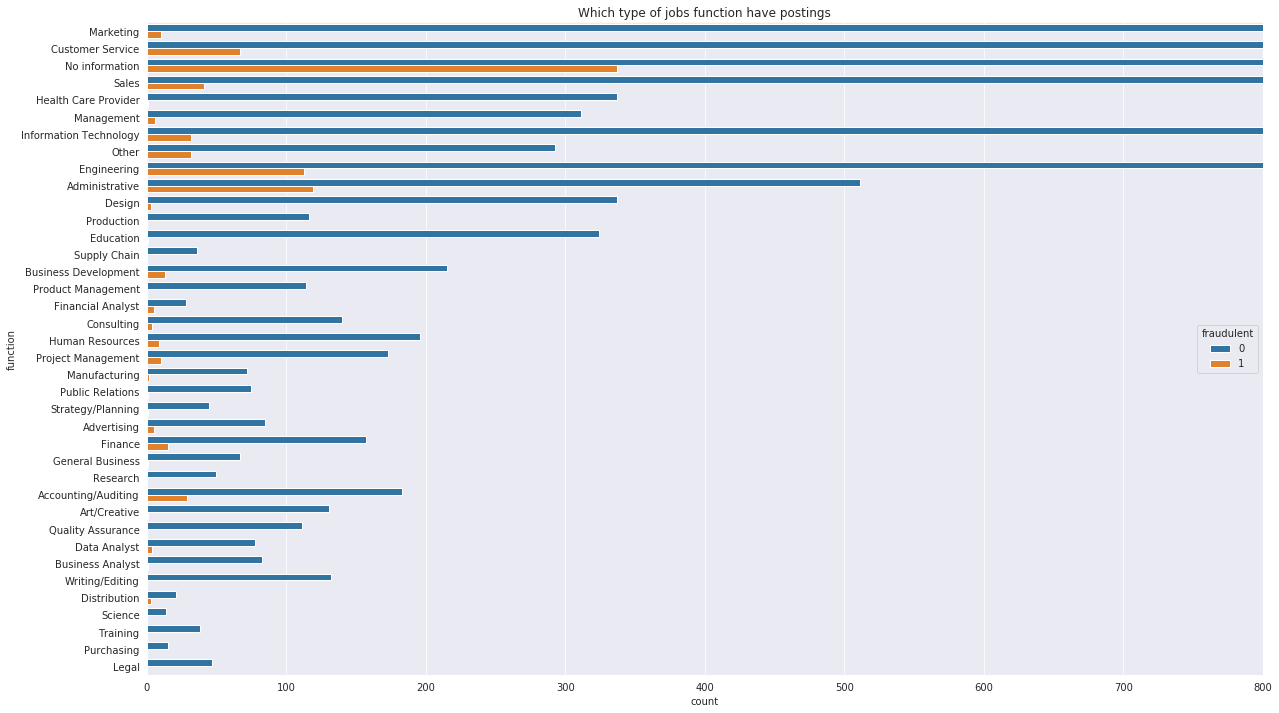 Which type of jobs function have postings
Marketing
Customer Service
No information
Sales
Health Care Provider
Management
Information Technology
Other
Engineering
Administrative
Design
Production
Education
Supply Chain
Business Development
Product Management
Financial Analyst
Consulting
Human Resources
Project Management
Manufacturing
Public Relations
Strategy/Planning
Advertising
Finance
General Business
Research
Accounting/Auditing
Art/Creative
Quality Assurance
Data Analyst
Business Analyst
Writing/Editing
Distribution
Science
Training
Purchasing
Legal
function
fraudulent
0
1
0 100 200 300 400 500 600 700 800
count